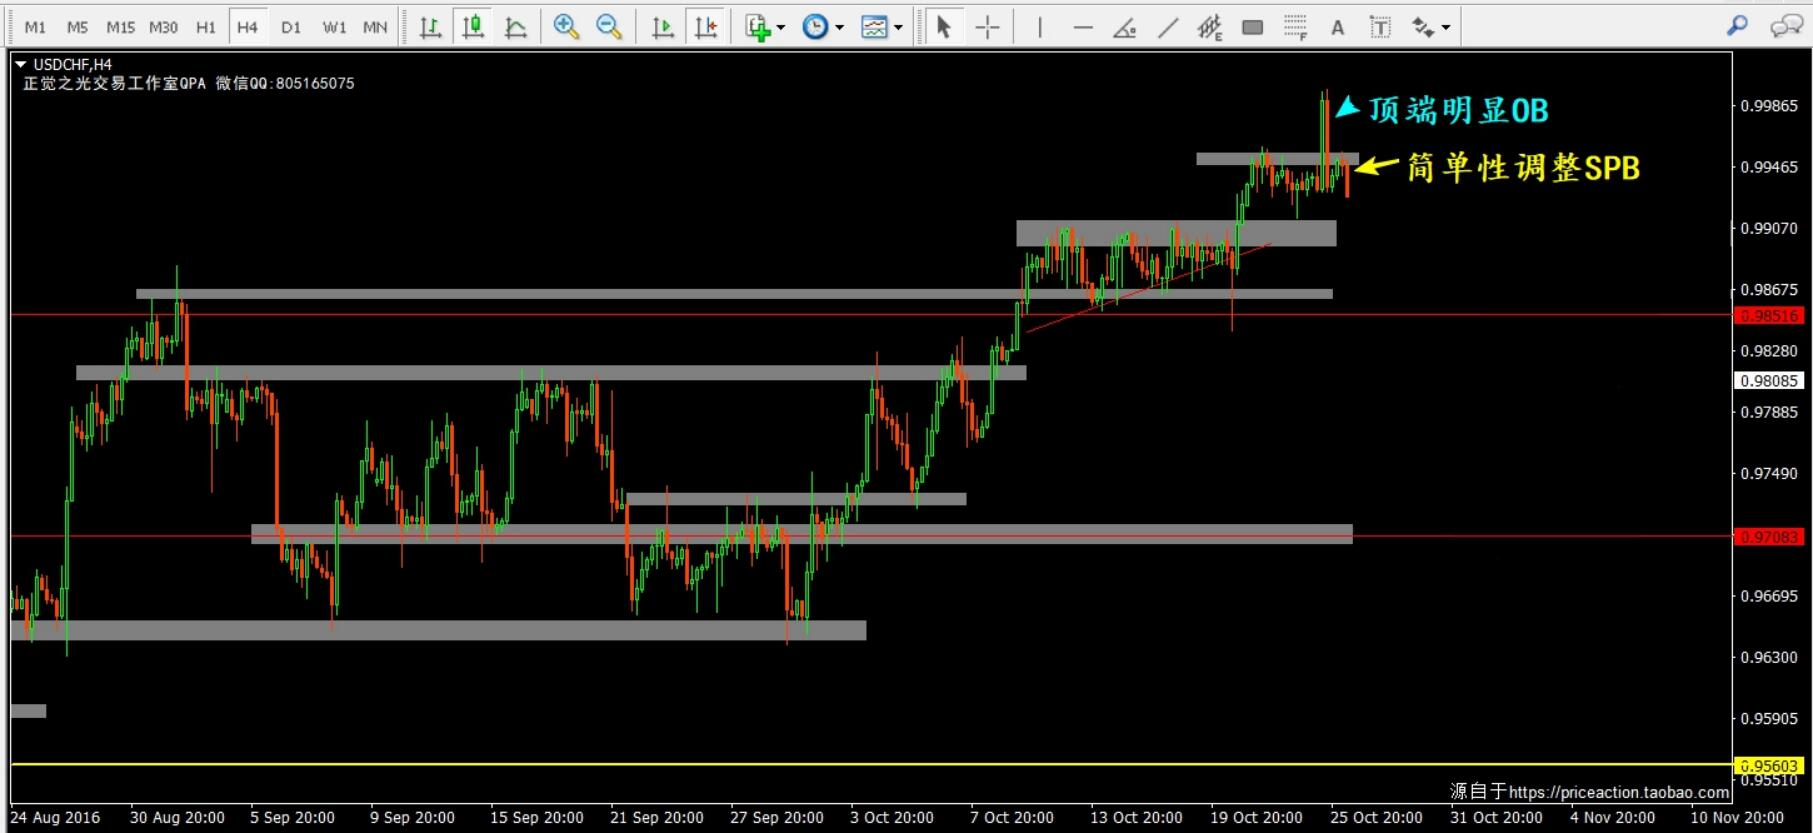 M1 M5 M15 M30 H1 H4 D1 W1 MN E F A T
USDCHF,H4
正觉之光交易工作室QPA 微信QQ:805165075
顶端明显OB
简单性调整SPB
0.99865
0.99465
0.99070
0.98675
0.98516
0.98280
0.98085
0.97885
0.97490
0.97083
0.96695
0.96300
0.95905
0.95603
0.95510
源自于https://priceaction.taobao.com
24 Aug 2016 30 Aug 20:00 5 Sep 20:00 9 Sep 20:00 15 Sep 20:00 21 Sep 20:00 27 Sep 20:00 3 Oct 20:00 7 Oct 20:00 13 Oct 20:00 19 Oct 20:00 25 Oct 20:00 31 Oct 20:00 4 Nov 20:00 10 Nov 20:00